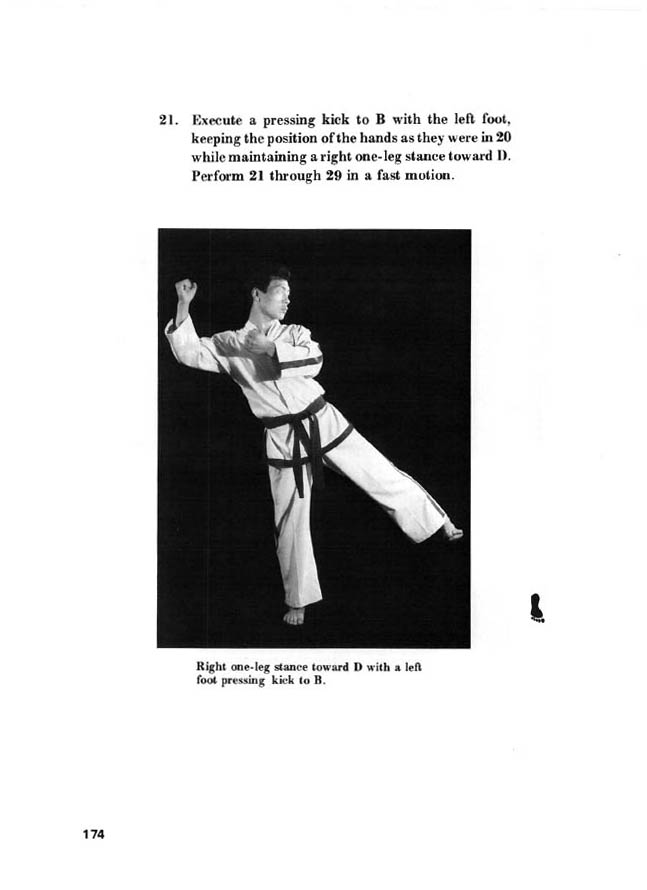 21. Execute a pressing kick to B with the left foot,
keeping the position of the hands as they were in 20
while maintaining a right one-leg stance toward D.
Perform 21 through 29 in a fast motion.
Right one-leg stance toward D with a left
foot pressing kick to B.
174